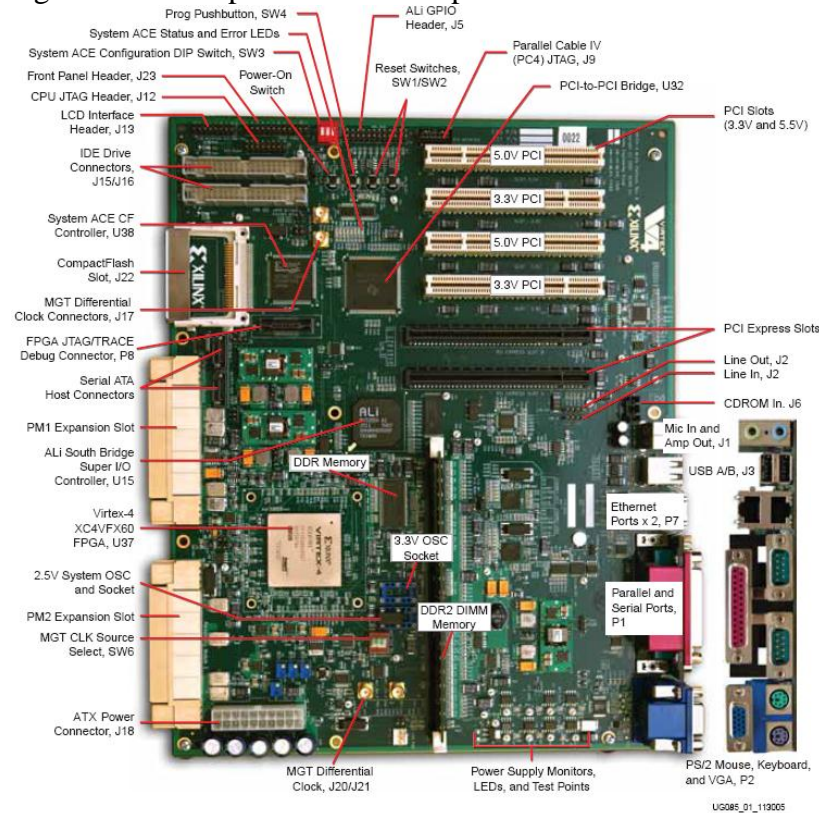 Prog Pushbutton, SW4
System ACE Status and Error LEDs
System ACE Configuration DIP Switch, SW3
Front Panel Header, J23
CPU JTAG Header, J12
LCD Interface
Header, J13
IDE Drive
Connectors,
J15/J16
System ACE CF
Controller, U38
CompactFlash
Slot, J22
MGT Differential
Clock Connectors, J17
FPGA JTAG/TRACE
Debug Connector, P8
Serial ATA
Host Connectors
PM1 Expansion Slot
ALi South Bridge
Super I/O
Controller, U15
Virtex-4
XC4VFX60
FPGA, U37
2.5V System OSC
and Socket
PM2 Expansion Slot
MGT CLK Source
Select, SW6
ATX Power
Connector, J18
Power-On
Switch
ALi GPIO
Header, J5
Reset Switches,
SW1/SW2
Parallel Cable IV
(PC4) JTAG, J9
PCI-to-PCI Bridge, U32
PCI Slots
(3.3V and 5.5V)
0022
5.0V PCI
3.3V PCI
5.0V PCI
3.3V PCI
XILINX
XILINX
PCI Express Slots
Line Out, J2
Line In, J2
CDROM In. J6
Mic In and
Amp Out, J1
USB A/B, J3
Ethernet
Ports x 2, P7
Parallel and
Serial Ports,
P1
PS/2 Mouse, Keyboard,
and VGA, P2
ALi
DDR Memory
XILINX
VIRTEX-4
3.3V OSC
Socket
DDR2 DIMM
Memory
MGT Differential
Clock, J20/J21
Power Supply Monitors,
LEDs, and Test Points
UG085_01_113005